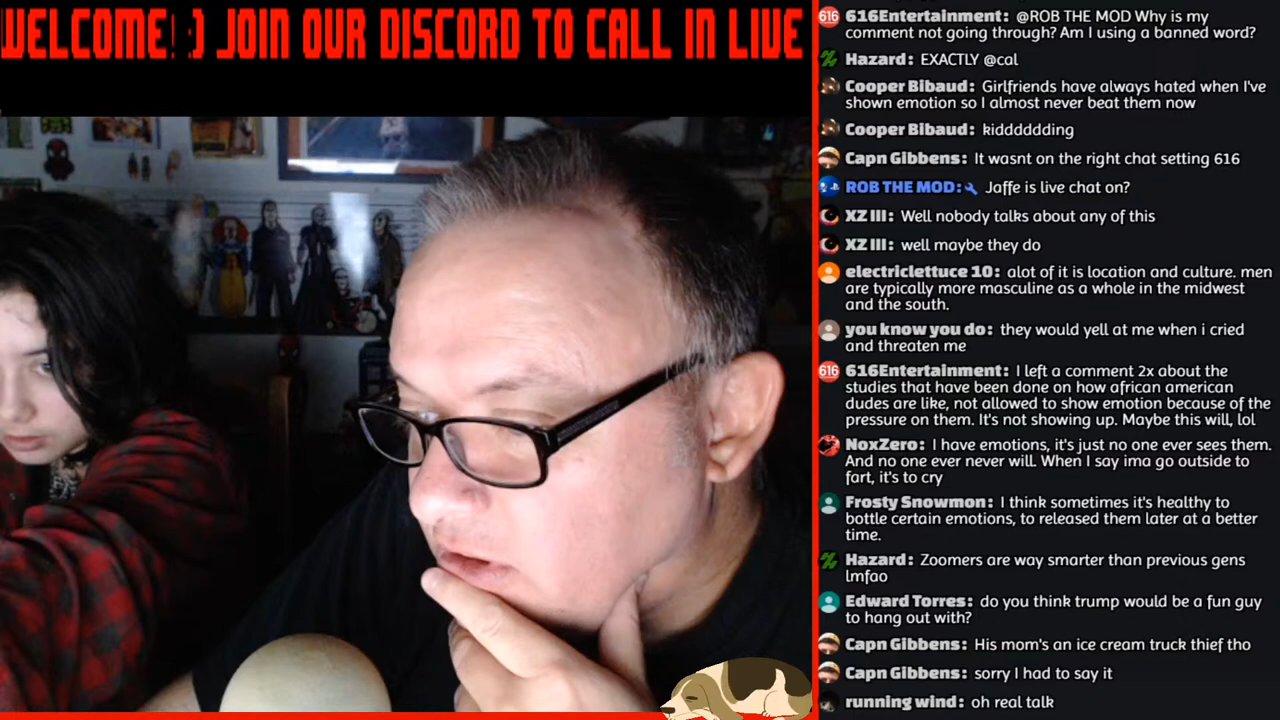 WELCOME! :) JOIN OUR DISCORD TO CALL IN LIVE
616 616Entertainment: @ROB THE MOD Why is my
comment not going through? Am I using a banned word?
Hazard: EXACTLY @cal
Cooper Bibaud: Girlfriends have always hated when I've
shown emotion so I almost never beat them now
Cooper Bibaud: kidddddding
Capn Gibbens: It wasnt on the right chat setting 616
ROB THE MOD: Jaffe is live chat on?
XZ III: Well nobody talks about any of this
XZ III: well maybe they do
electriclettuce 10: alot of it is location and culture. men
are typically more masculine as a whole in the midwest
and the south.
you know you do: they would yell at me when i cried
and threaten me
616 616Entertainment: I left a comment 2x about the
studies that have been done on how african american
dudes are like, not allowed to show emotion because of the
pressure on them. It's not showing up. Maybe this will, lol
NoxZero: I have emotions, it's just no one ever sees them.
And no one ever never will. When I say ima go outside to
fart, it's to cry
Frosty Snowmon: I think sometimes it's healthy to
bottle certain emotions, to released them later at a better
time.
Hazard: Zoomers are way smarter than previous gens
lmfao
Edward Torres: do you think trump would be a fun guy
to hang out with?
Capn Gibbens: His mom's an ice cream truck thief tho
Capn Gibbens: sorry I had to say it
running wind: oh real talk